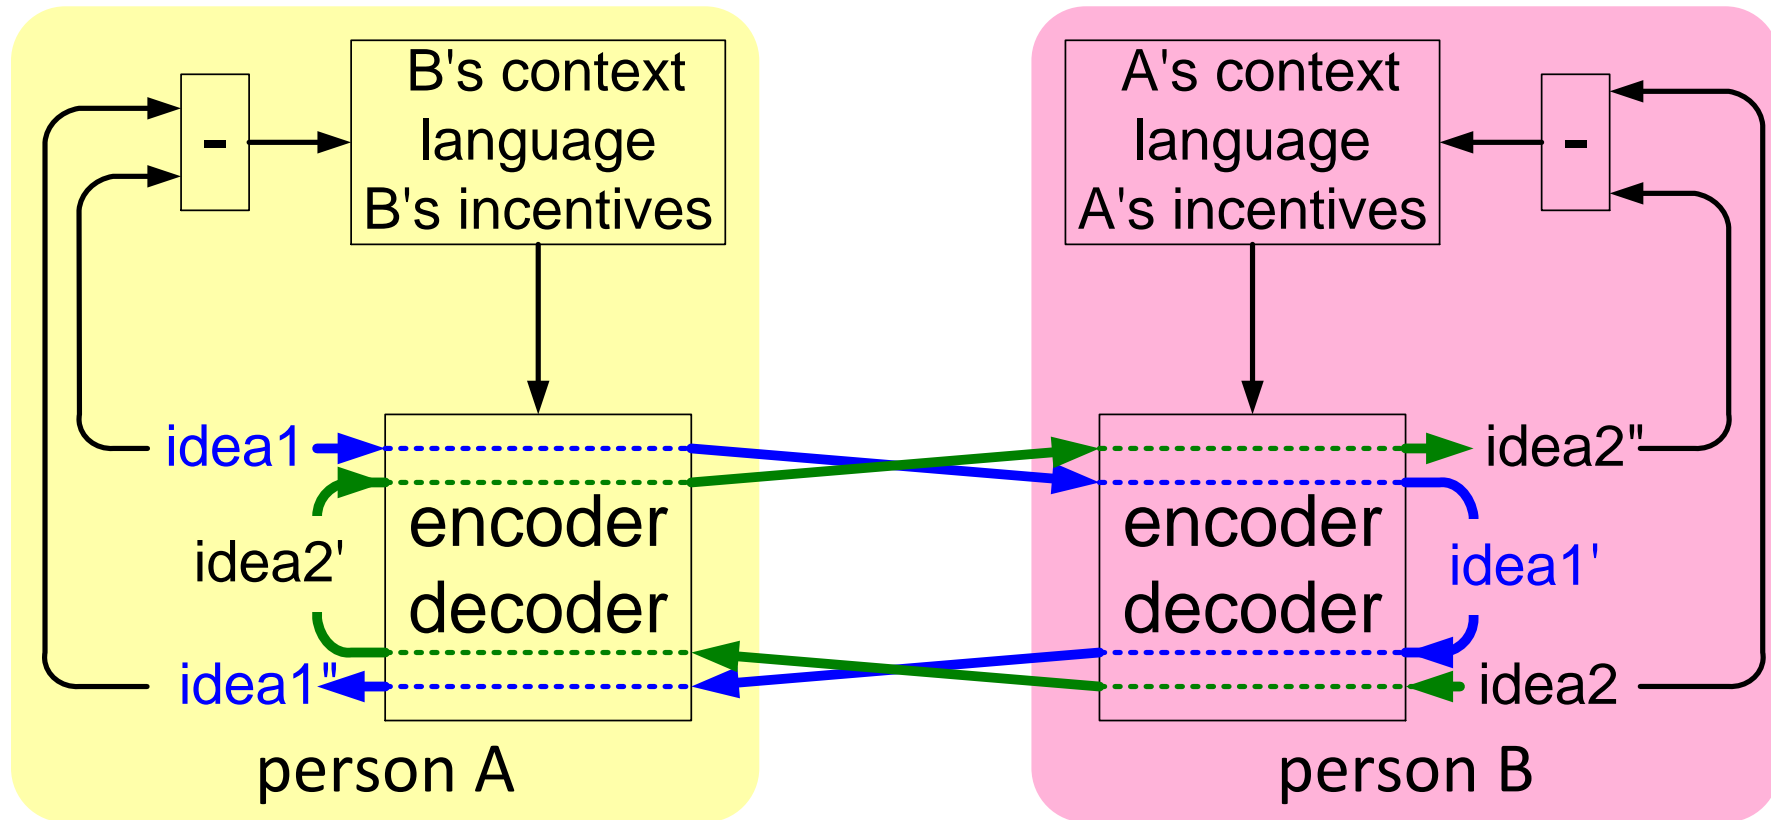 B's context
language
B's incentives
-
idea1
idea2'
idea1"
encoder
decoder
person A
A's context
language
A's incentives
-
encoder
decoder
idea2"
idea1'
idea2
person B